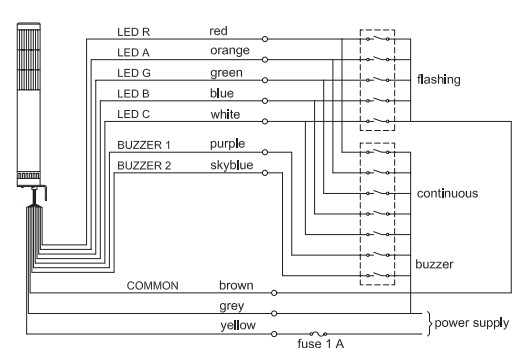 LED R red
LED A orange
LED G green
LED B blue
LED C white
flashing
BUZZER 1 purple
BUZZER 2 skyblue
continuous
buzzer
COMMON brown
grey
yellow
power supply
fuse 1 A